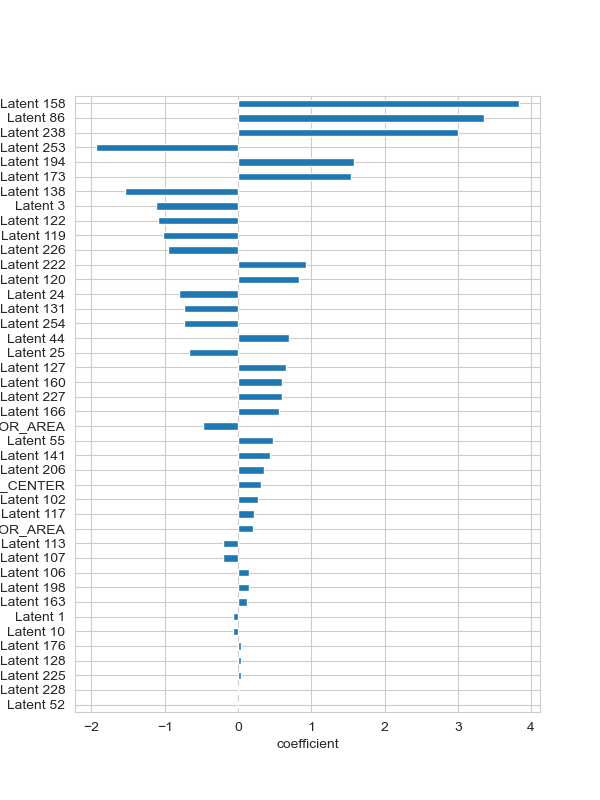 Latent 158
Latent 86
Latent 238
Latent 253
Latent 194
Latent 173
Latent 138
Latent 3
Latent 122
Latent 119
Latent 226
Latent 222
Latent 120
Latent 24
Latent 131
Latent 254
Latent 44
Latent 25
Latent 127
Latent 160
Latent 227
Latent 166
OR_AREA
Latent 55
Latent 141
Latent 206
_CENTER
Latent 102
Latent 117
OR_AREA
Latent 113
Latent 107
Latent 106
Latent 198
Latent 163
Latent 1
Latent 10
Latent 176
Latent 128
Latent 225
Latent 228
Latent 52
−2 −1 0 1 2 3 4
coefficient